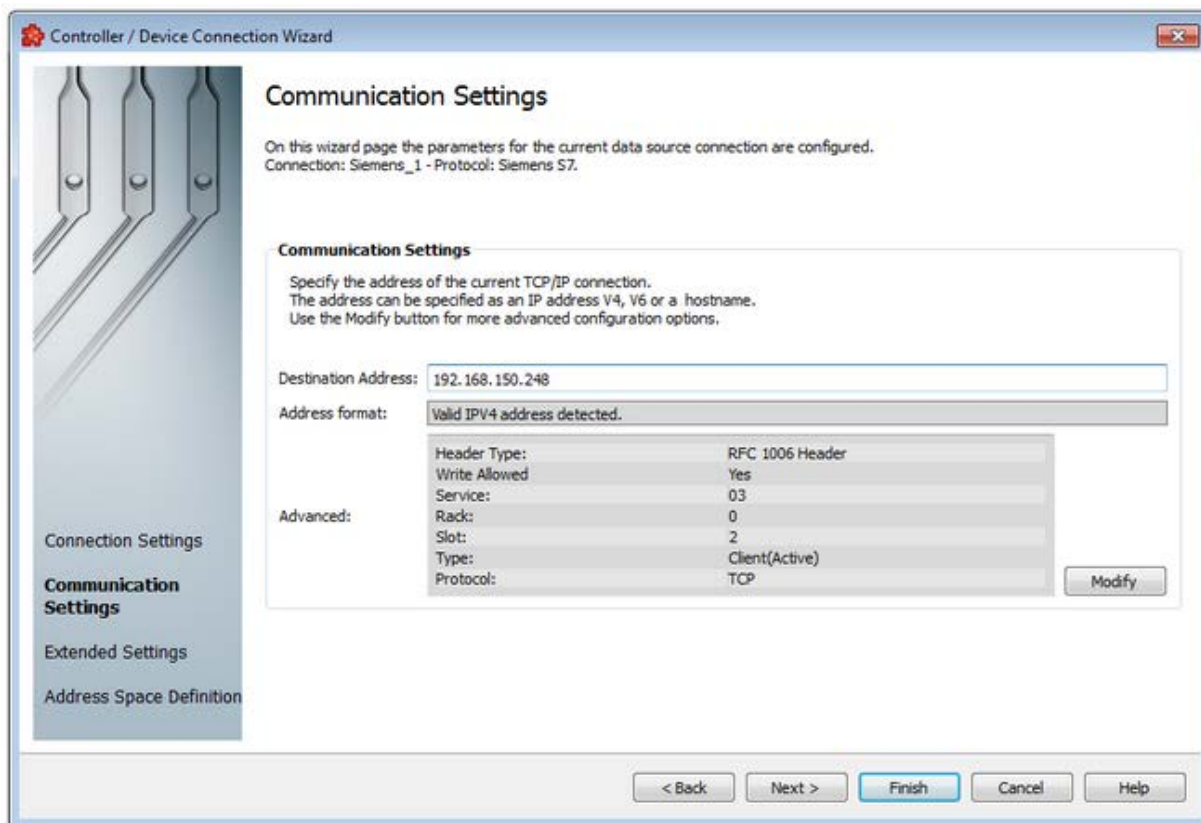 Controller / Device Connection Wizard
Communication Settings
On this wizard page the parameters for the current data source connection are configured.
Connection: Siemens_1 - Protocol: Siemens S7.
Communication Settings
Specify the address of the current TCP/IP connection.
The address can be specified as an IP address V4, V6 or a hostname.
Use the Modify button for more advanced configuration options.
Destination Address: 192.168.150.248
Address format: Valid IPV4 address detected.
Advanced:
Header Type: RFC 1006 Header
Write Allowed Yes
Service: 03
Rack: 0
Slot: 2
Type: Client(Active)
Protocol: TCP
Modify
Connection Settings
Communication
Settings
Extended Settings
Address Space Definition
< Back Next > Finish Cancel Help